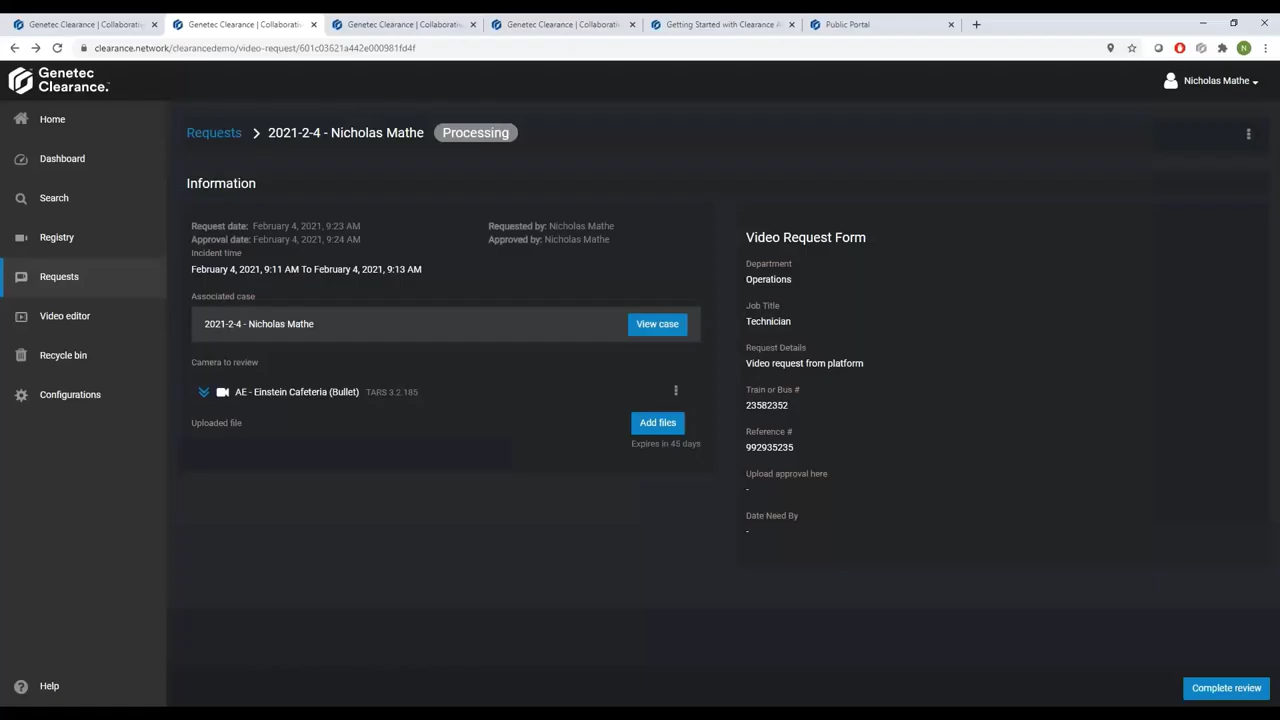 Genetec Clearance | Collaborativ
Genetec Clearance | Collaborativ
Genetec Clearance | Collaborativ
Genetec Clearance | Collaborativ
Getting Started with Clearance A
Public Portal
clearance.network/clearancedemo/video-request/601c03621a442e000981fd4f
N
Genetec
Clearance.
Nicholas Mathe
Home
Dashboard
Search
Registry
Requests
Video editor
Recycle bin
Configurations
Help
Requests > 2021-2-4 - Nicholas Mathe Processing
Information
Request date: February 4, 2021, 9:23 AM Requested by: Nicholas Mathe
Approval date: February 4, 2021, 9:24 AM Approved by: Nicholas Mathe
Incident time
February 4, 2021, 9:11 AM To February 4, 2021, 9:13 AM
Associated case
2021-2-4 - Nicholas Mathe View case
Camera to review
AE - Einstein Cafeteria (Bullet) TARS 3.2.185
Uploaded file Add files
Expires in 45 days
Video Request Form
Department
Operations
Job Title
Technician
Request Details
Video request from platform
Train or Bus #
23582352
Reference #
992935235
Upload approval here
-
Date Need By
-
Complete review